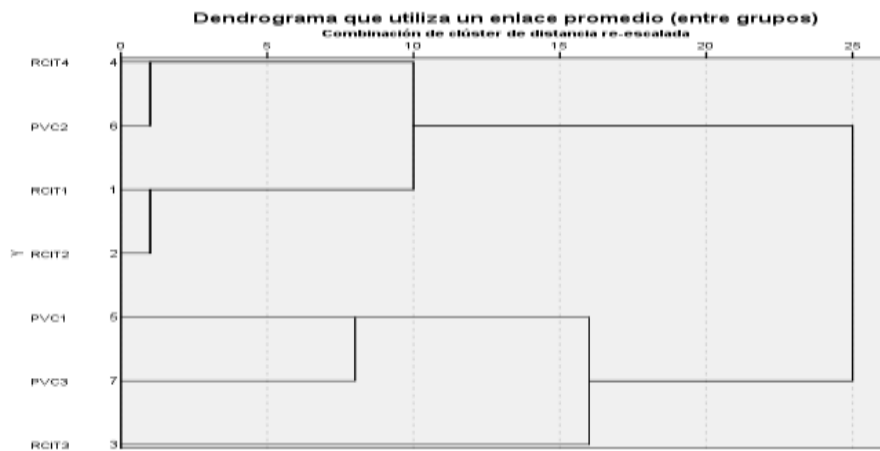 Dendrograma que utiliza un enlace promedio (entre grupos)
Combinación de clúster de distancia re-escalada
0 5 10 15 20 25
RCIT4 4
PVC2 6
RCIT1 1
Y RCIT2 2
PVC1 5
PVC3 7
RCIT3 3